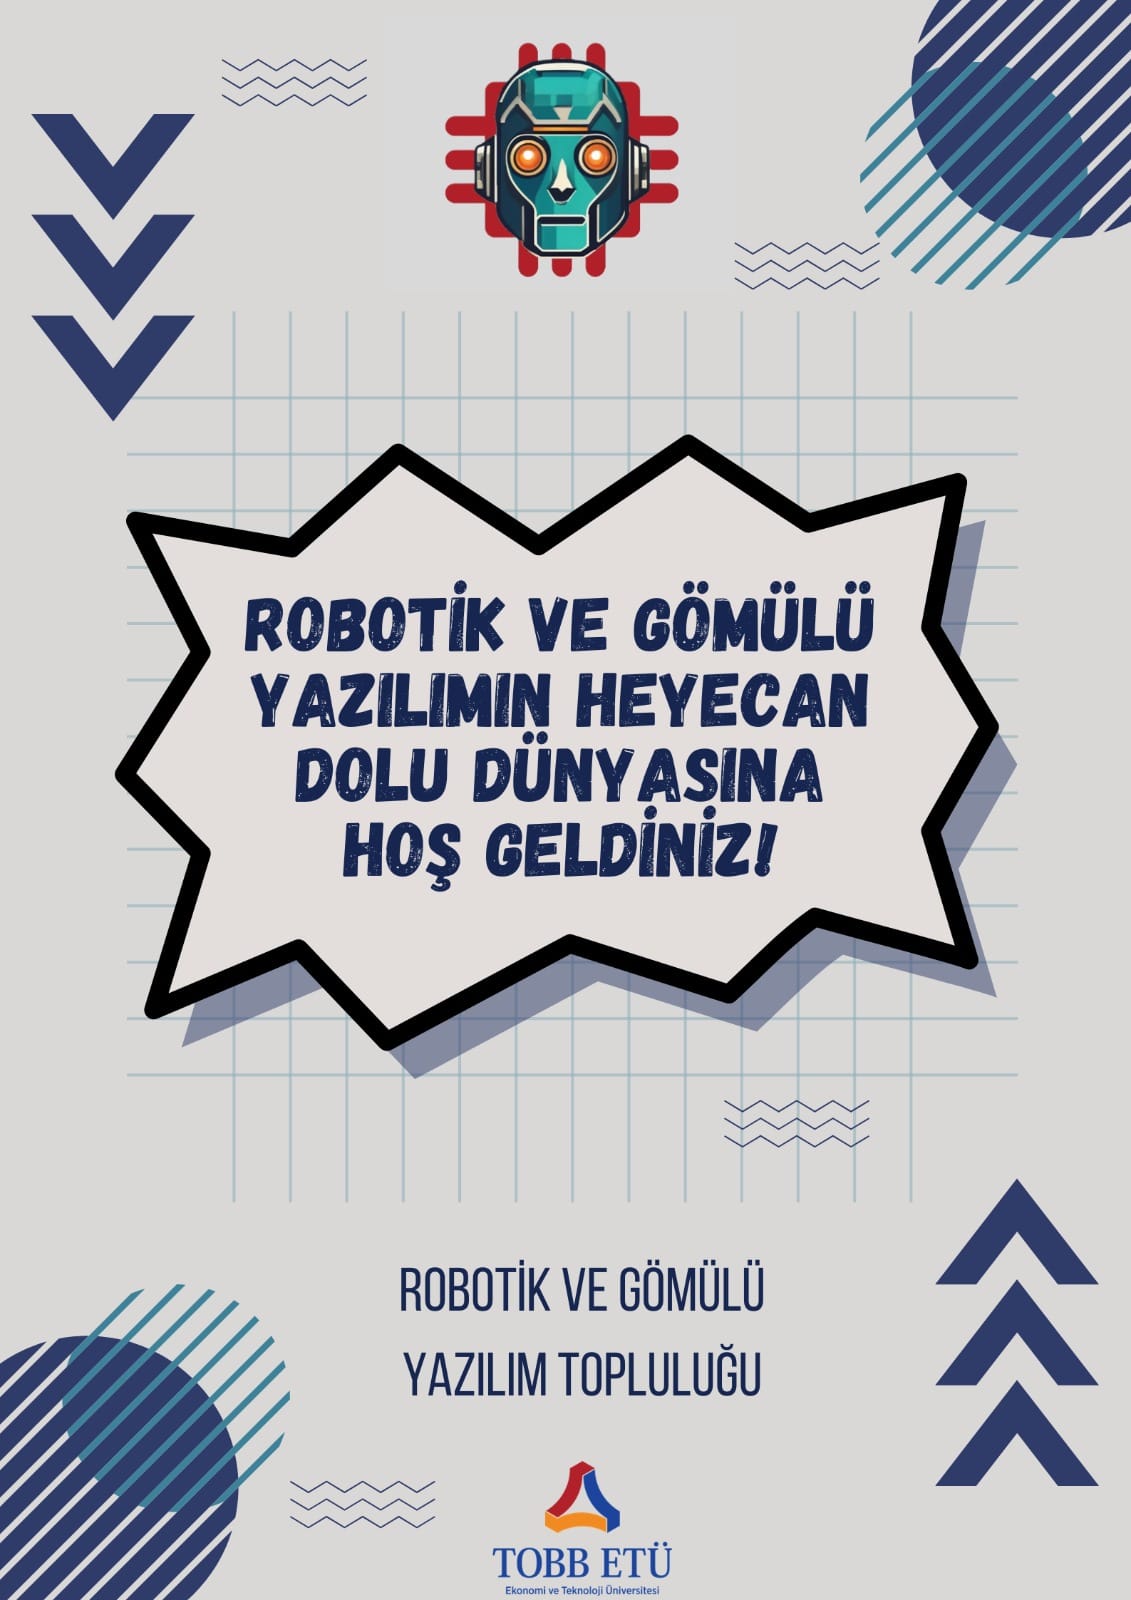 ROBOTİK VE GÖMÜLÜ
YAZILIMIN HEYECAN
DOLU DÜNYASINA
HOŞ GELDİNİZ!
ROBOTİK VE GÖMÜLÜ
YAZILIM TOPLULUĞU
TOBB ETÜ
Ekonomi ve Teknoloji Üniversitesi